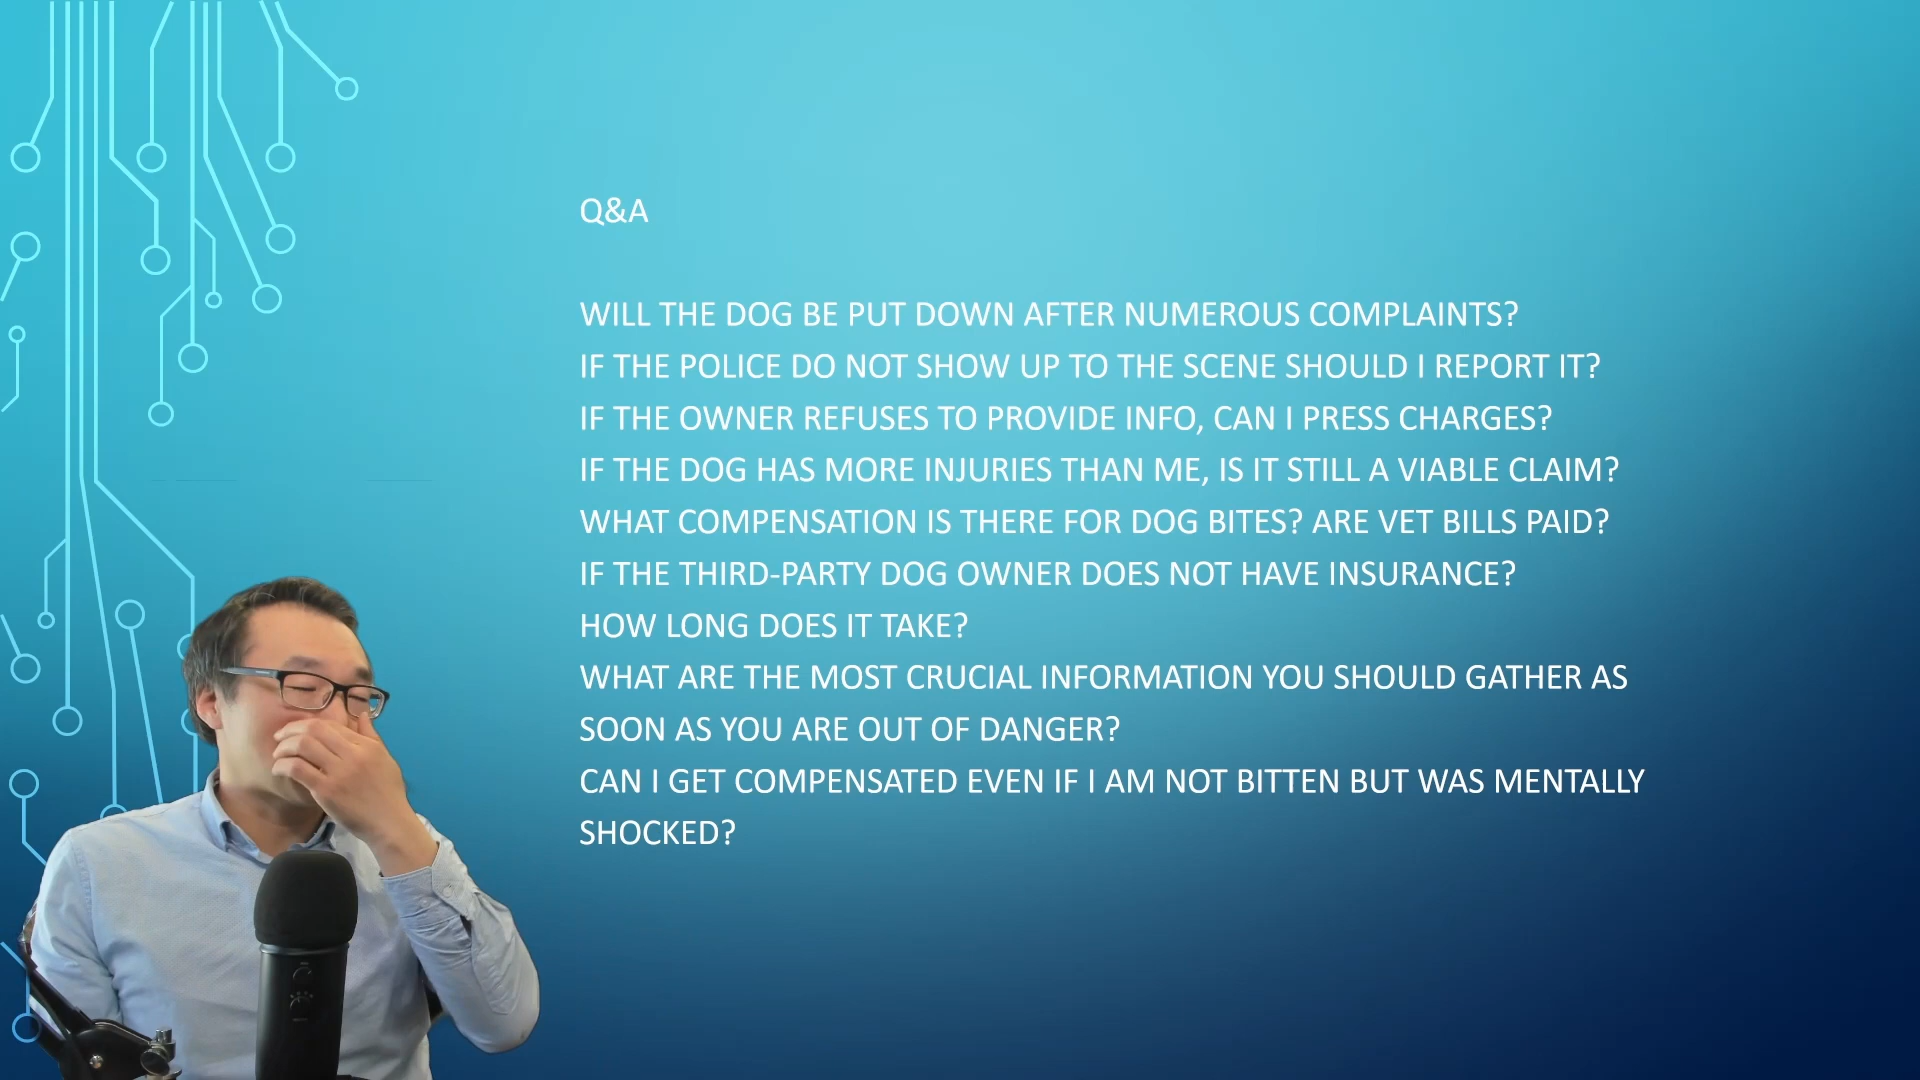 Q&A
WILL THE DOG BE PUT DOWN AFTER NUMEROUS COMPLAINTS?
IF THE POLICE DO NOT SHOW UP TO THE SCENE SHOULD I REPORT IT?
IF THE OWNER REFUSES TO PROVIDE INFO, CAN I PRESS CHARGES?
IF THE DOG HAS MORE INJURIES THAN ME, IS IT STILL A VIABLE CLAIM?
WHAT COMPENSATION IS THERE FOR DOG BITES? ARE VET BILLS PAID?
IF THE THIRD-PARTY DOG OWNER DOES NOT HAVE INSURANCE?
HOW LONG DOES IT TAKE?
WHAT ARE THE MOST CRUCIAL INFORMATION YOU SHOULD GATHER AS
SOON AS YOU ARE OUT OF DANGER?
CAN I GET COMPENSATED EVEN IF I AM NOT BITTEN BUT WAS MENTALLY
SHOCKED?